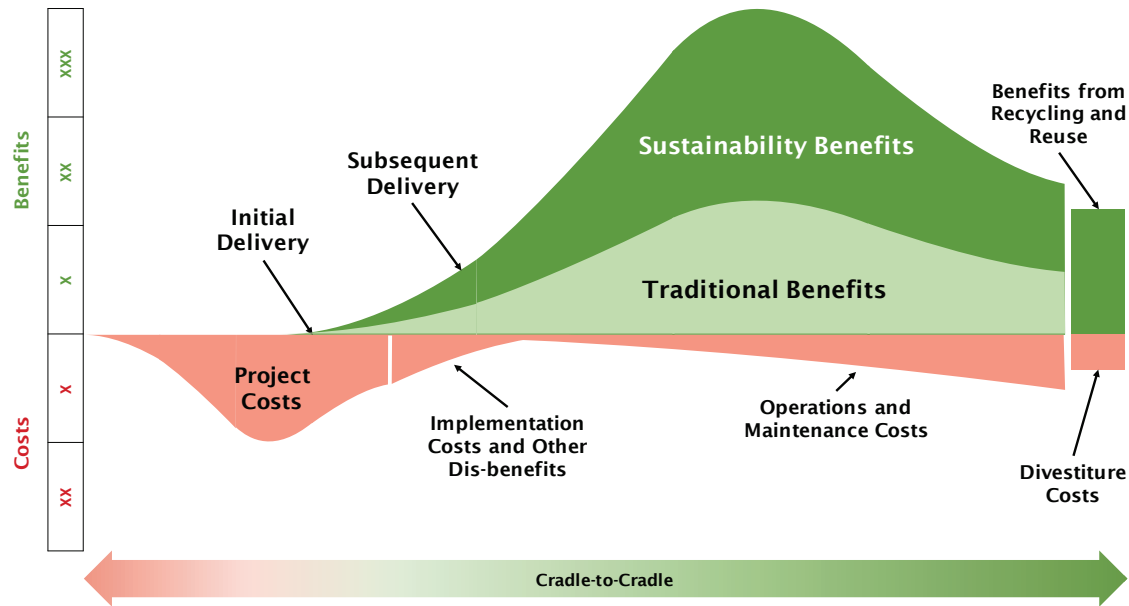 Benefits
Costs
XXX
XX
X
X
XX
Initial
Delivery
Subsequent
Delivery
Sustainability Benefits
Traditional Benefits
Benefits from
Recycling and
Reuse
Project
Costs
Implementation
Costs and Other
Dis-benefits
Operations and
Maintenance Costs
Divestiture
Costs
Cradle-to-Cradle